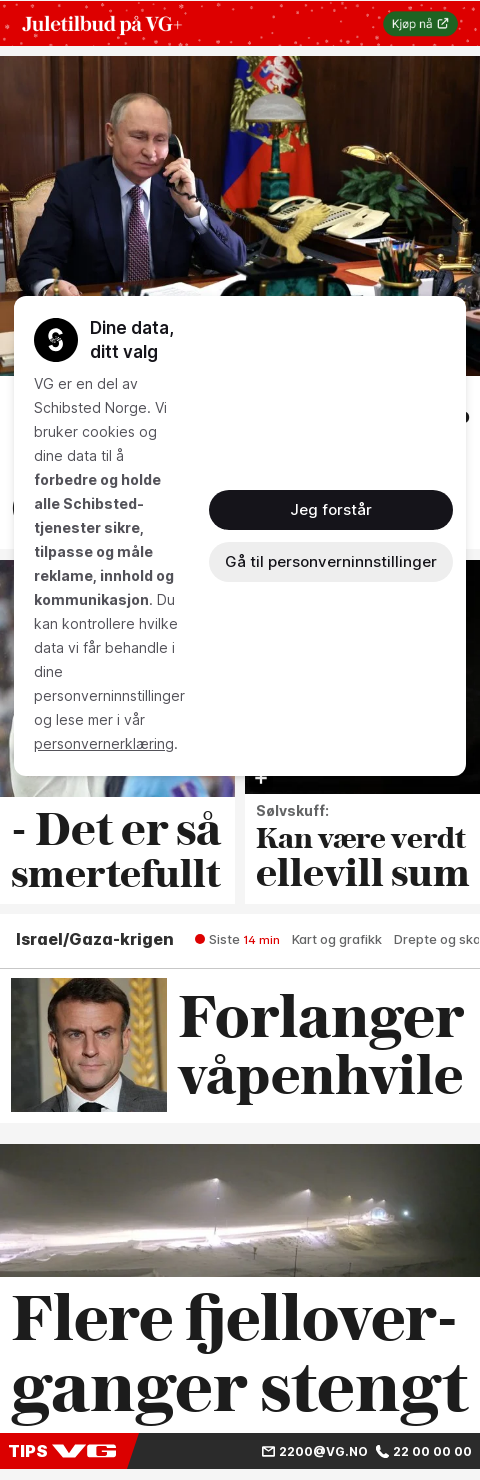 Juletilbud på VG+
Kjøp nå
Dine data,
ditt valg
VG er en del av
Schibsted Norge. Vi
bruker cookies og
dine data til å
forbedre og holde
alle Schibsted-
tjenester sikre,
tilpasse og måle
reklame, innhold og
kommunikasjon. Du
kan kontrollere hvilke
data vi får behandle i
dine
personverninnstillinger
og lese mer i vår
personvernerklæring.
Jeg forstår
Gå til personverninnstillinger
+
- Det er så
smertefullt
Sølvskuff:
Kan være verdt
ellevill sum
Israel/Gaza-krigen
Siste 14 min
Kart og grafikk
Drepte og
Forlanger
våpenhvile
Flere fjellover-
ganger stengt
TIPS VG
2200@VG.NO
22 00 00 00